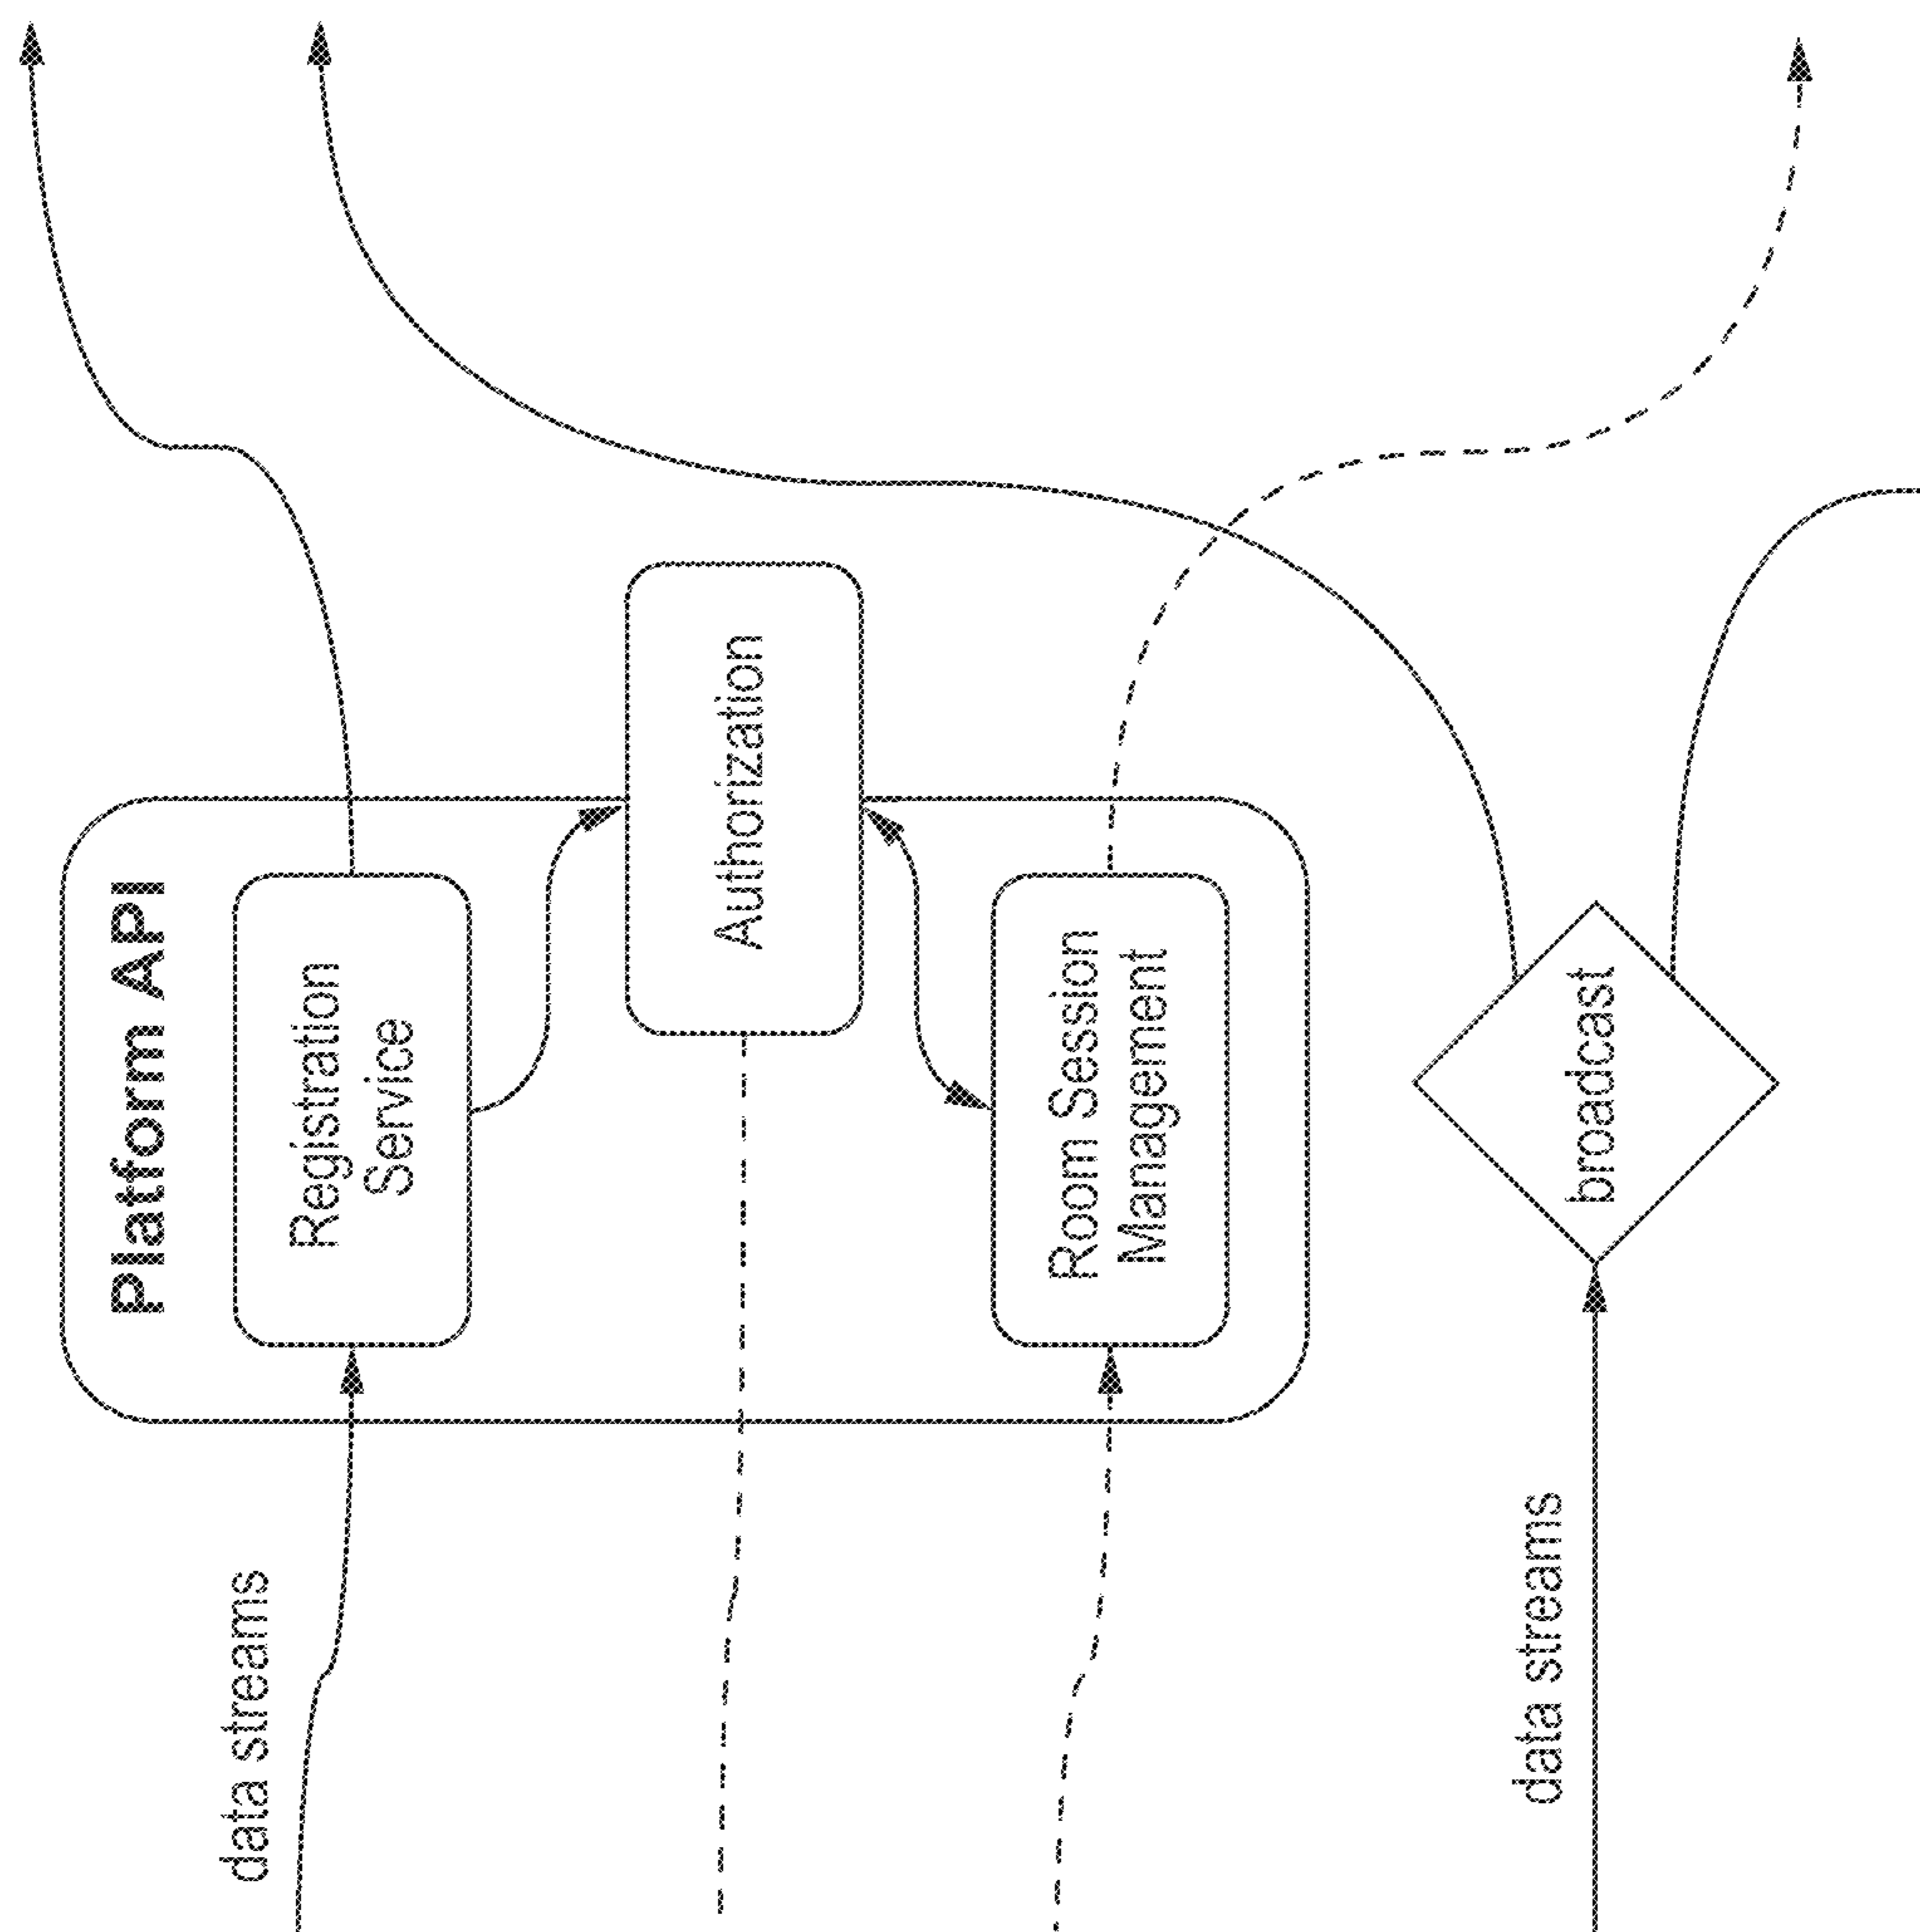 Platform API
Registration
Service
Authorization
Room Session
Management
broadcast
data streams
data streams